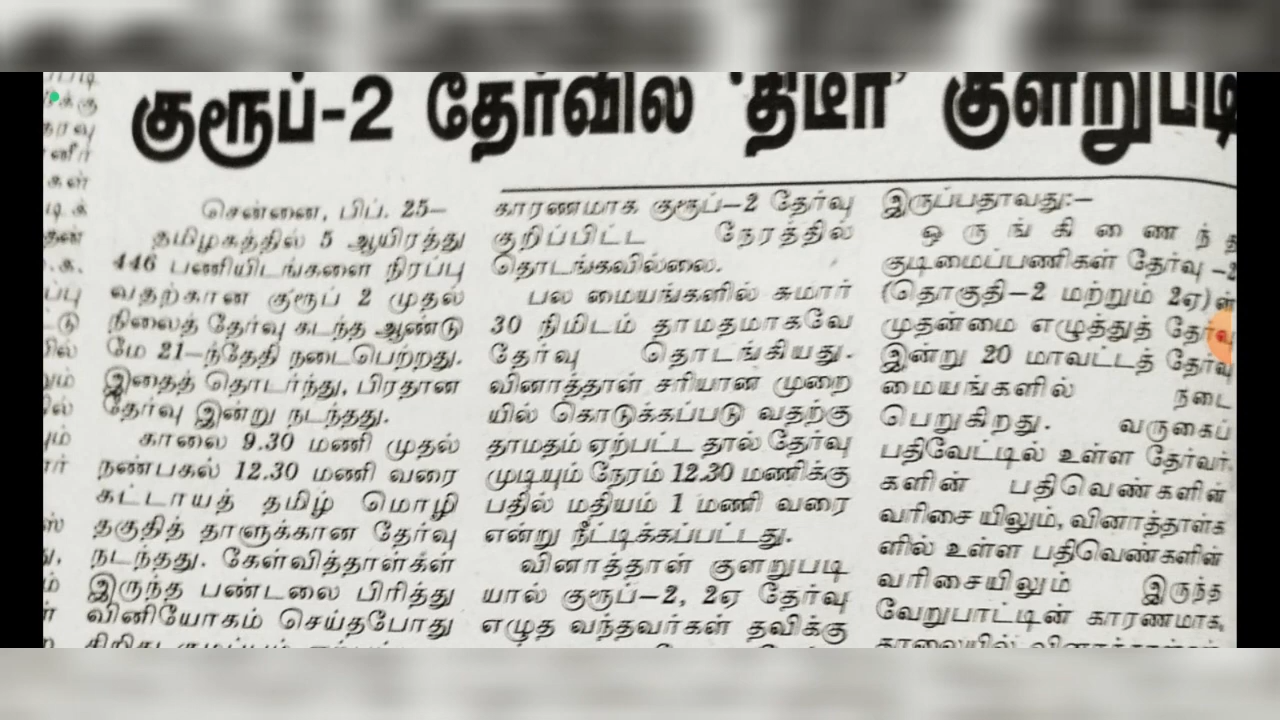 குரூப்-2 தேர்வில் 'திடீர்' குளறுபடி
சென்னை, பிப். 25–
தமிழகத்தில் 5 ஆயிரத்து
446 பணியிடங்களை நிரப்பு
வதற்கான குரூப் 2 முதல்
நிலைத் தேர்வு கடந்த ஆண்டு
மே 21–ந்தேதி நடைபெற்றது.
இதைத் தொடர்ந்து, பிரதான
தேர்வு இன்று நடந்தது.
காலை 9.30 மணி முதல்
நண்பகல் 12.30 மணி வரை
கட்டாயத் தமிழ் மொழி
தகுதித் தாளுக்கான தேர்வு
நடந்தது. கேள்வித்தாள்கள்
இருந்த பண்டலை பிரித்து
வினியோகம் செய்தபோது
காரணமாக குரூப்–2 தேர்வு
குறிப்பிட்ட நேரத்தில்
தொடங்கவில்லை.
பல மையங்களில் சுமார்
30 நிமிடம் தாமதமாகவே
தேர்வு தொடங்கியது.
வினாத்தாள் சரியான முறை
யில் கொடுக்கப்படு வதற்கு
தாமதம் ஏற்பட்ட தால் தேர்வு
முடியும் நேரம் 12.30 மணிக்கு
பதில் மதியம் 1 மணி வரை
என்று நீட்டிக்கப்பட்டது.
வினாத்தாள் குளறுபடி
யால் குரூப்–2, 2ஏ தேர்வு
எழுத வந்தவர்கள் தவிக்கு
இருப்பதாவது:–
ஒருங்கிணைந்த
குடிமைப்பணிகள் தேர்வு –2
(தொகுதி–2 மற்றும் 2ஏ)ன்
முதன்மை எழுத்துத் தேர்வு
இன்று 20 மாவட்டத் தேர்வு
மையங்களில் நடை
பெறுகிறது. வருகைப்
பதிவேட்டில் உள்ள தேர்வர்
களின் பதிவெண்களின்
வரிசை யிலும், வினாத்தாள்க
ளில் உள்ள பதிவெண்களின்
வரிசையிலும் இருந்த
வேறுபாட்டின் காரணமாக,